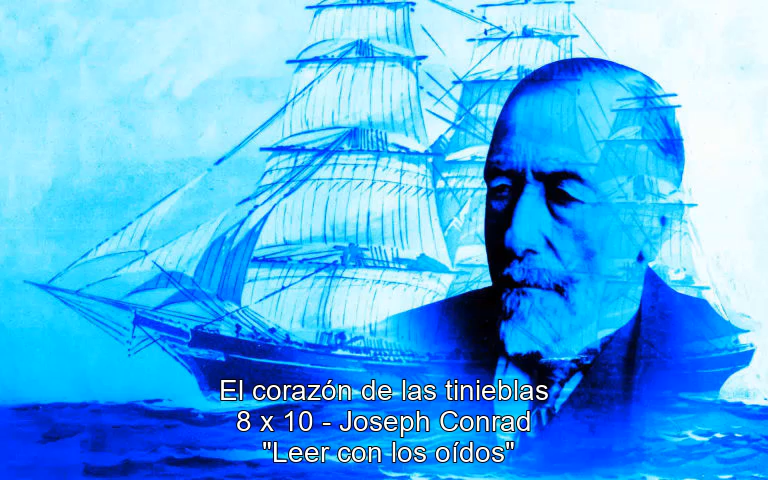 El corazón de las tinieblas
8 x 10 - Joseph Conrad
"Leer con los oídos"